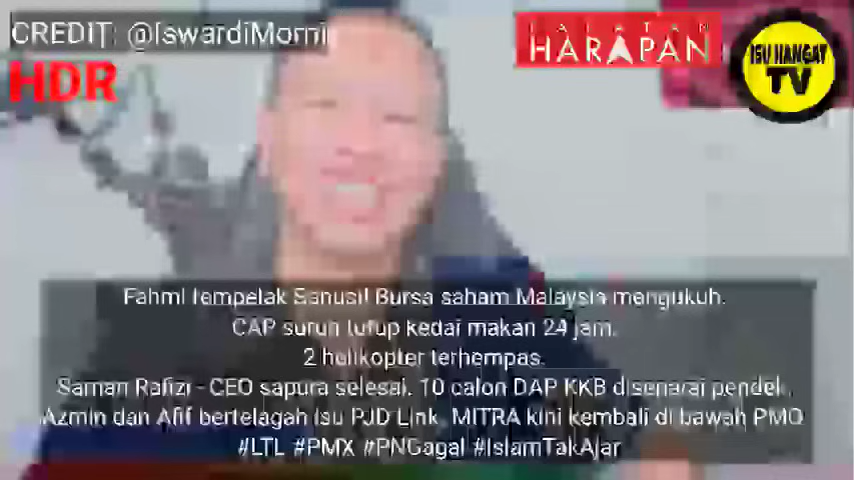 CREDIT: @IswardiMorni
HDR
PAKATAN
HARAPAN
ISU HANGAT
TV
Fahmi tempelak Sanusi! Bursa saham Malaysia mengukuh.
CAP suruh tutup kedai makan 24 jam.
2 helikopter terhempas.
Saman Rafizi - CEO sapura selesai. 10 calon DAP KKB disenarai pendek.
Azmin dan Afif bertelagah isu PJD Link. MITRA kini kembali di bawah PMO
#LTL #PMX #PNGagal #IslamTakAjar